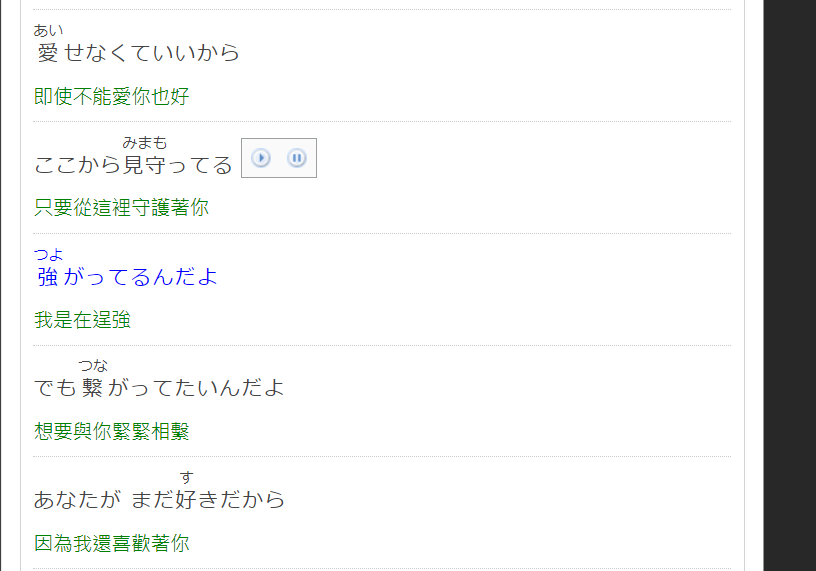 あい
愛せなくていいから
即使不能愛你也好
みまも
ここから見守ってる
只要從這裡守護著你
つよ
強がってるんだよ
我是在逞強
つな
でも繫がってたいんだよ
想要與你緊緊相繫
す
あなたが まだ好きだから
因為我還喜歡著你